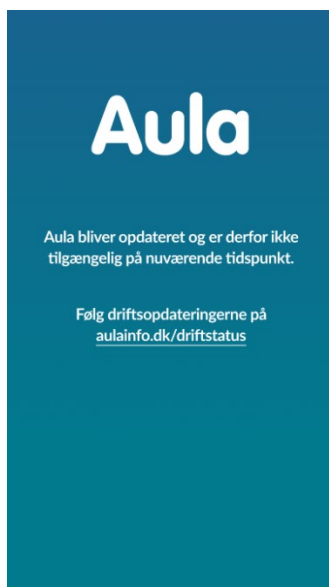 Aula
Aula bliver opdateret og er derfor ikke
tilgængelig på nuværende tidspunkt.
Følg driftsopdateringerne på
aulainfo.dk/driftstatus